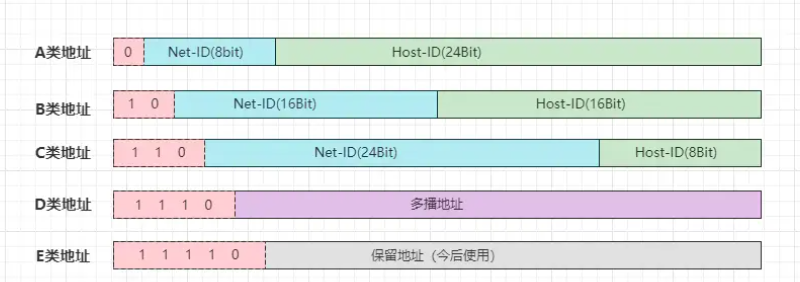 A类地址 0 Net-ID(8bit) Host-ID(24Bit)
B类地址 1 0 Net-ID(16Bit) Host-ID(16Bit)
C类地址 1 1 0 Net-ID(24Bit) Host-ID(8Bit)
D类地址 1 1 1 0 多播地址
E类地址 1 1 1 1 0 保留地址（今后使用）